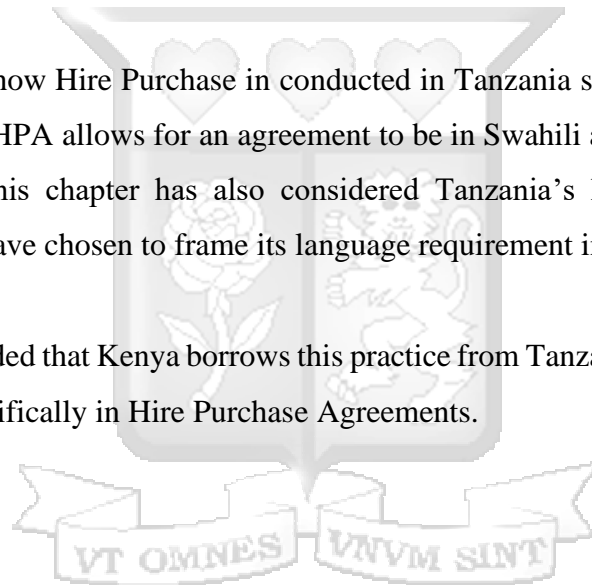 now Hire Purchase in conducted in Tanzania s
HPA allows for an agreement to be in Swahili a
his chapter has also considered Tanzania's
ave chosen to frame its language requirement i
ded that Kenya borrows this practice from Tanza
ifically in Hire Purchase Agreements.
VT OMNES VNVM SINT